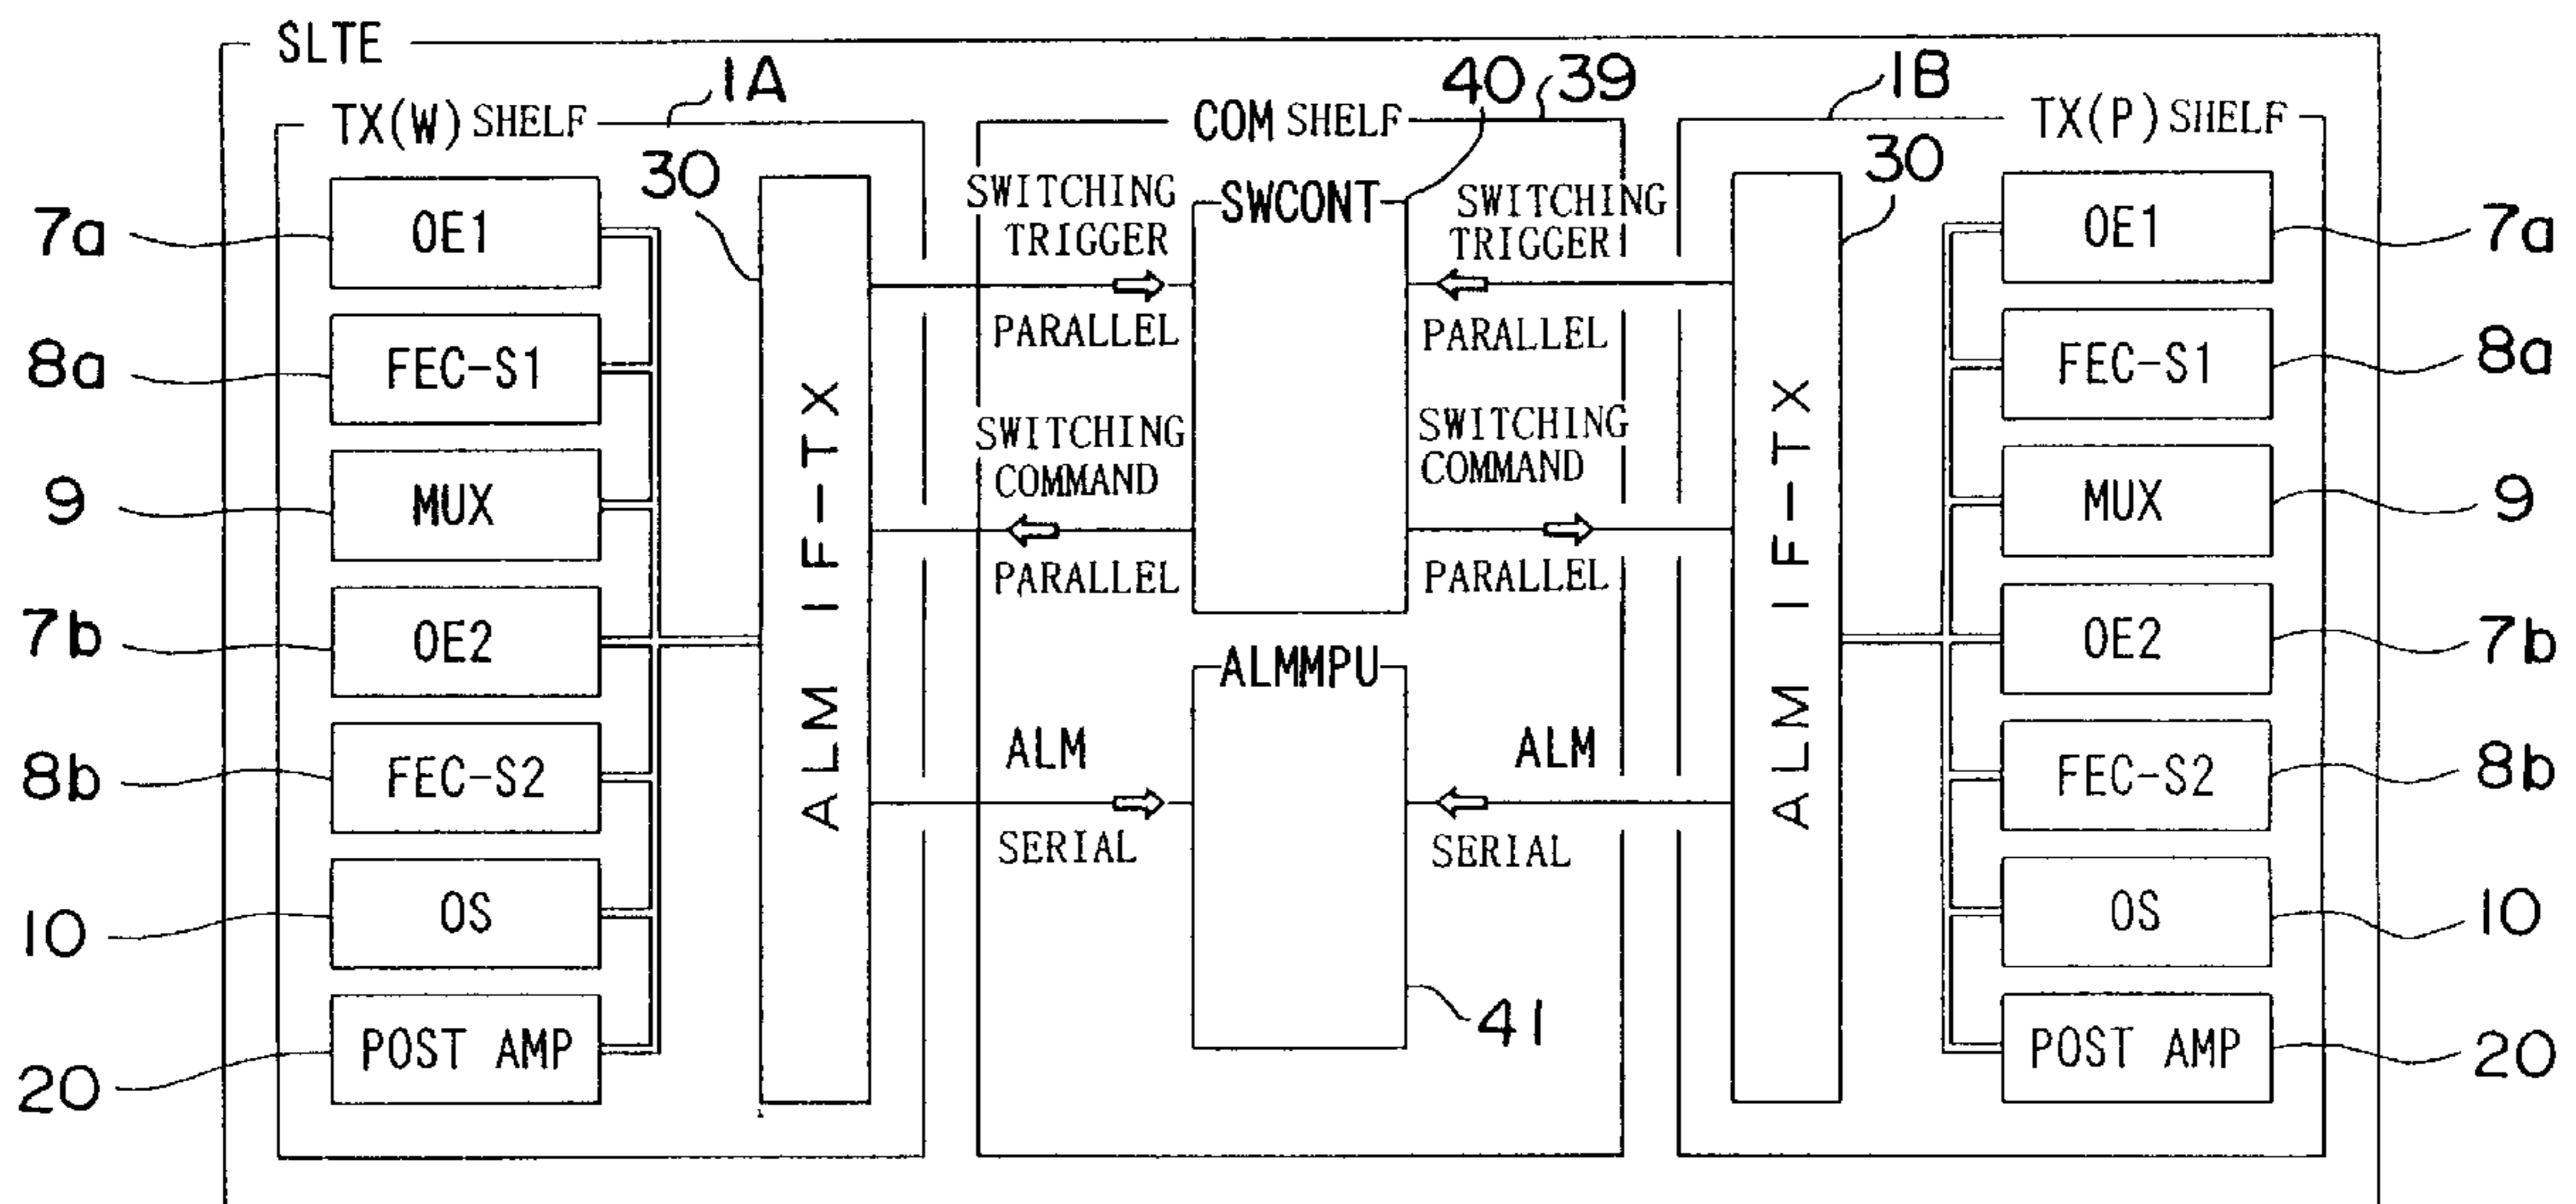 SLTE
TX(W) SHELF
1A
COM SHELF
40
39
1B
TX(P) SHELF
7a
OE1
8a
FEC-S1
9
MUX
7b
OE2
8b
FEC-S2
10
OS
20
POST AMP
30
ALM IF-TX
SWITCHING
TRIGGER
PARALLEL
SWITCHING
COMMAND
PARALLEL
ALM
SERIAL
SWCONT
ALMMPU
41
SWITCHING
TRIGGER
PARALLEL
SWITCHING
COMMAND
PARALLEL
ALM
SERIAL
30
ALM IF-TX
OE1
7a
FEC-S1
8a
MUX
9
OE2
7b
FEC-S2
8b
OS
10
POST AMP
20